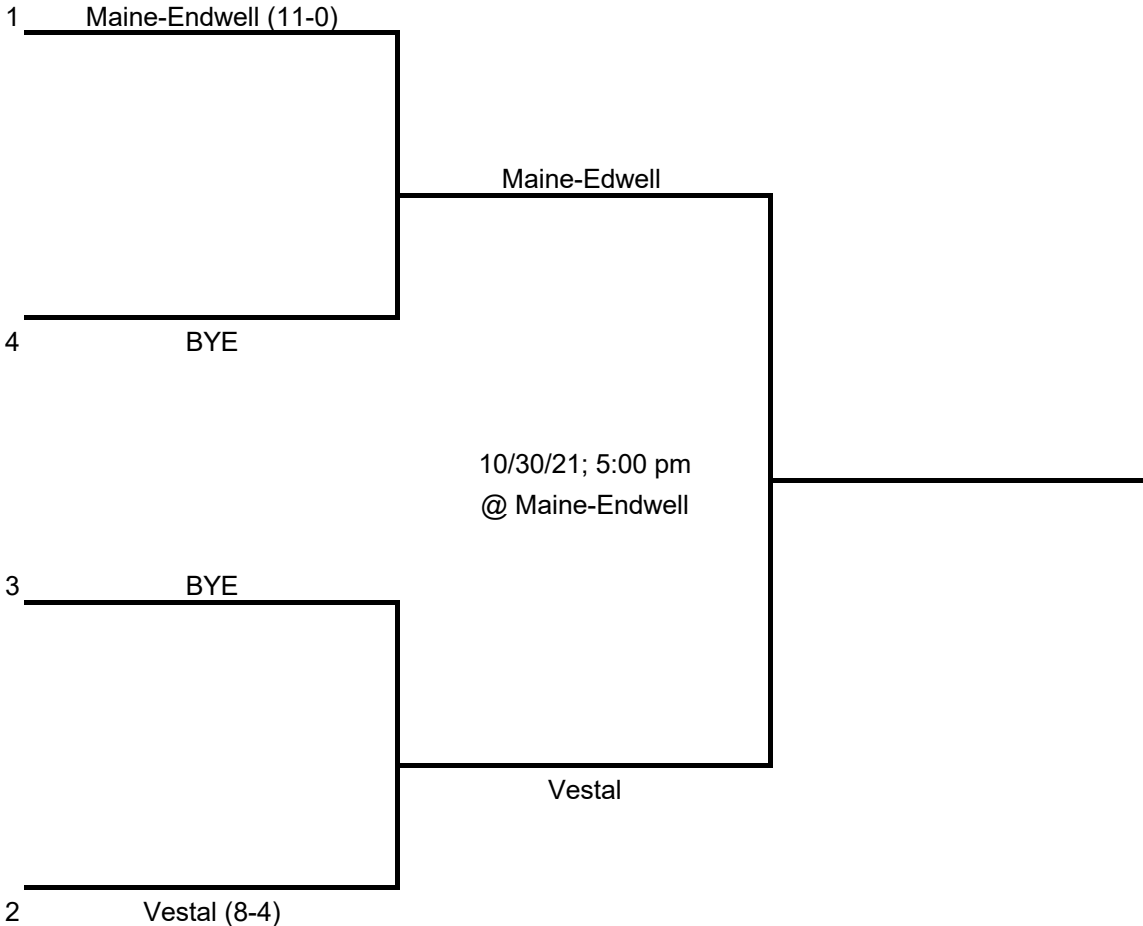 1 Maine-Endwell (11-0)
Maine-Edwell
4 BYE
10/30/21; 5:00 pm
@ Maine-Endwell
3 BYE
Vestal
2 Vestal (8-4)